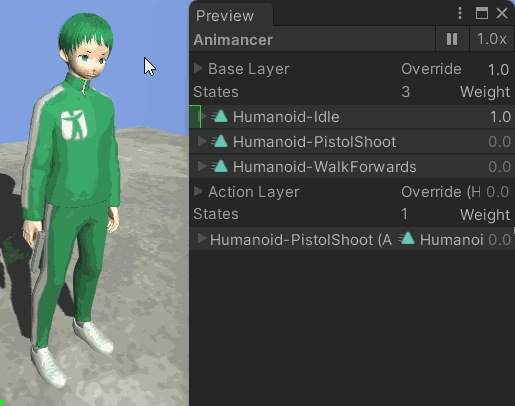 Preview
Animancer 1.0x
Base Layer Override 1.0
States 3 Weight
Humanoid-Idle 1.0
Humanoid-PistolShoot 0.0
Humanoid-WalkForwards 0.0
Action Layer Override (H 0.0
States 1 Weight
Humanoid-PistolShoot (A Humanoi 0.0